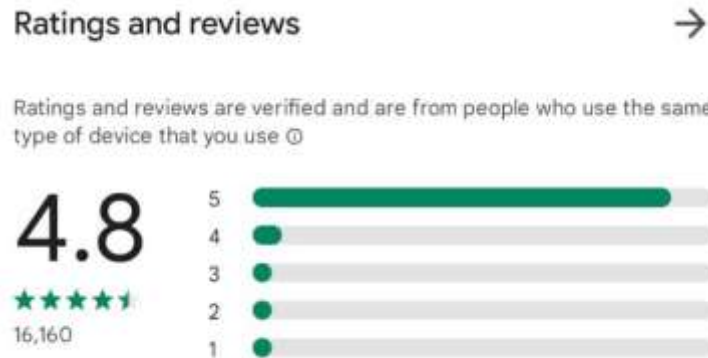 Ratings and reviews
Ratings and reviews are verified and are from people who use the same
type of device that you use
4.8
16,160
5
4
3
2
1